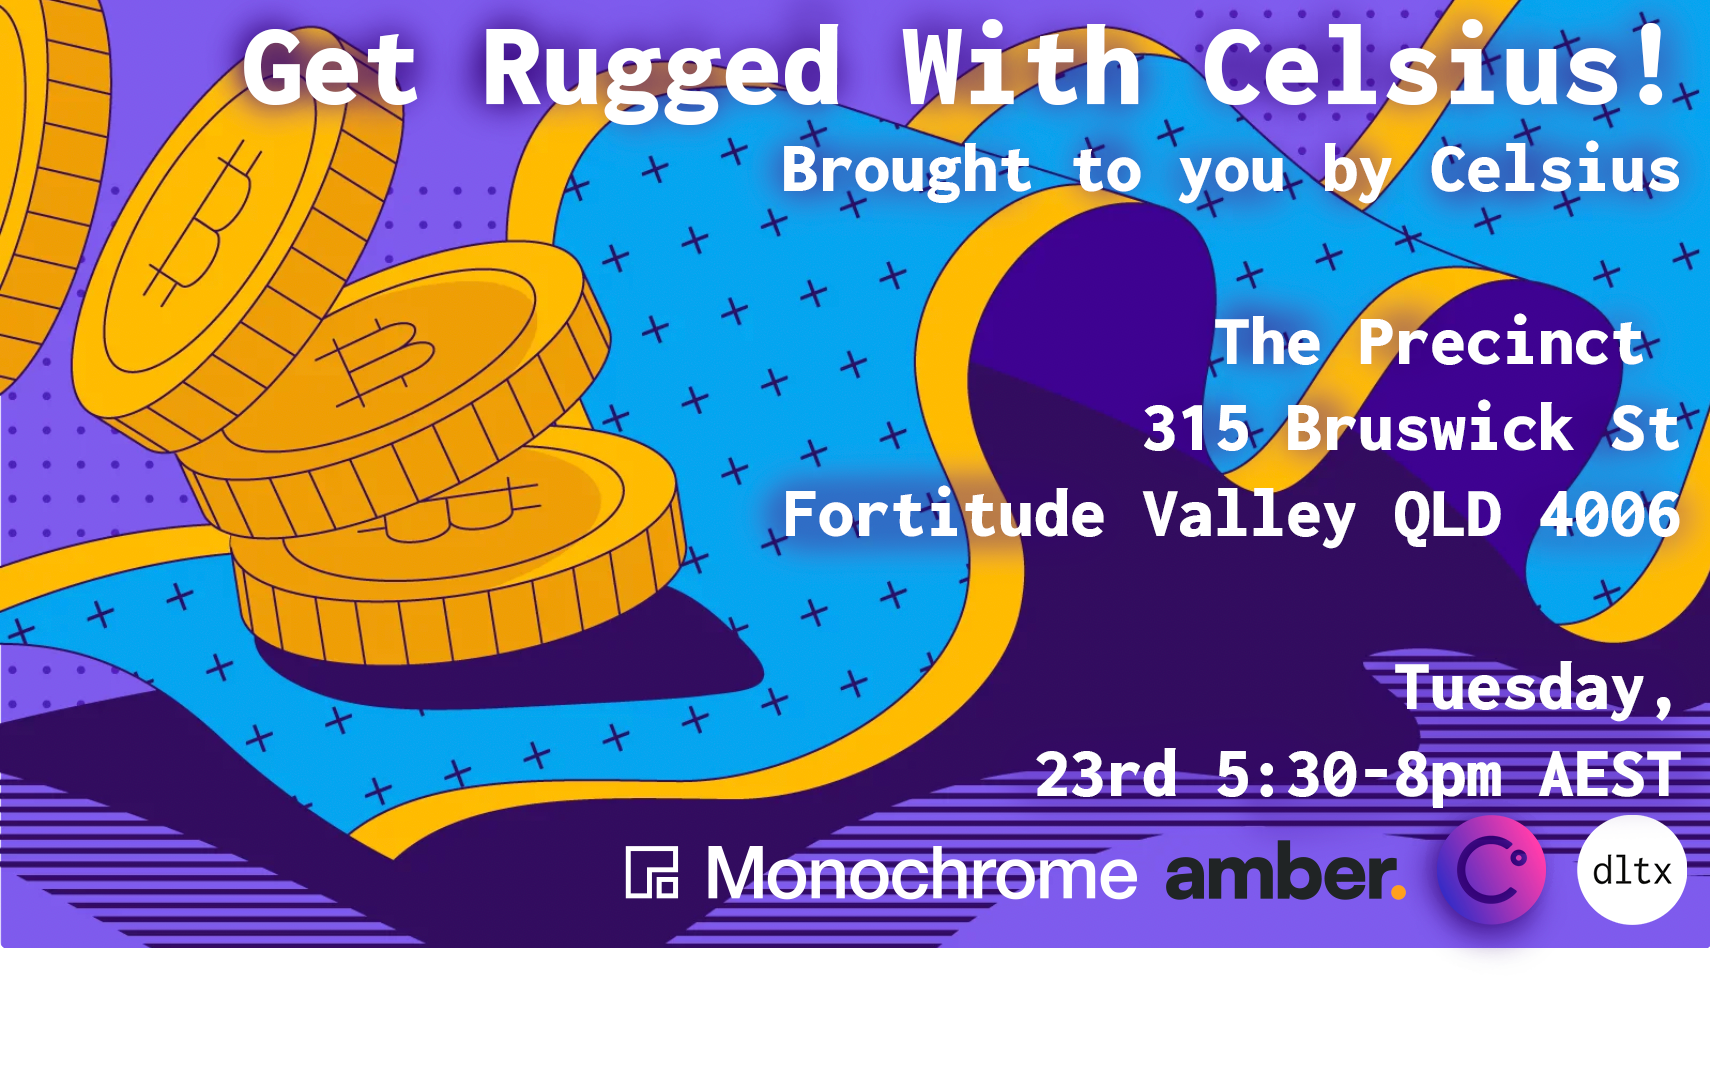 Get Rugged With Celsius!
Brought to you by Celsius
The Precinct
315 Bruswick St
Fortitude Valley QLD 4006
Tuesday,
23rd 5:30-8pm AEST
Monochrome amber. dltx